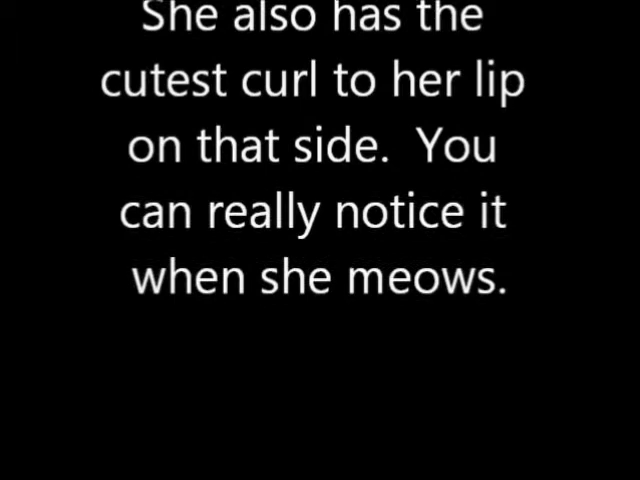 She also has the
cutest curl to her lip
on that side.  You
can really notice it
when she meows.